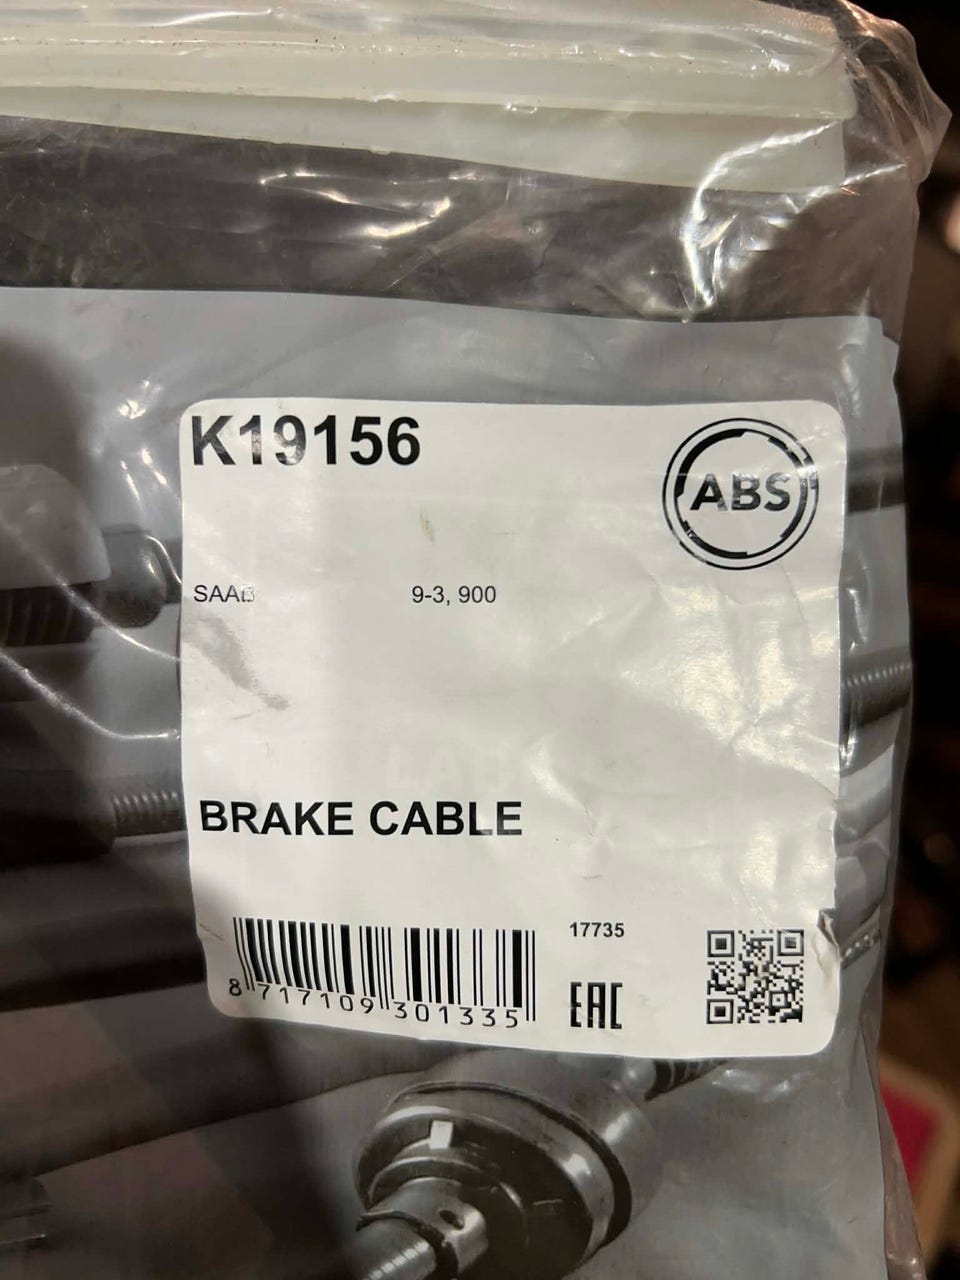 K19156
ABS
SAAB 9-3, 900
BRAKE CABLE
17735
8 717109 301335
EAC